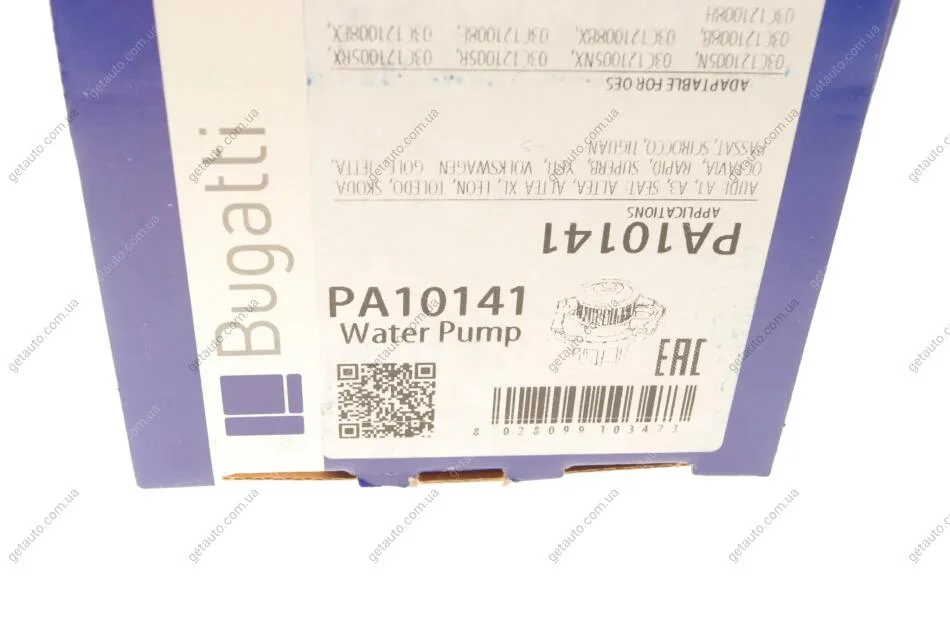 Bugatti
PA10141
Water Pump
EAC
8 028099 103473
PA10141
APPLICATIONS
AUDI: A1, A3, SEAT: ALTEA, ALTEA XL, LEON, TOLEDO, SKODA
OCTAVIA, RAPID, SUPERB, YETI, VOLKSWAGEN GOLF, JETTA,
PASSAT, SCIROCCO, TIGUAN
ADAPTABLE FOR OES
03C121005N, 03C121005NX, 03C121005R, 03C121005RX,
03C121008B, 03C121008BX, 03C121008E, 03C121008EX,
03C121008H
getauto.com.ua